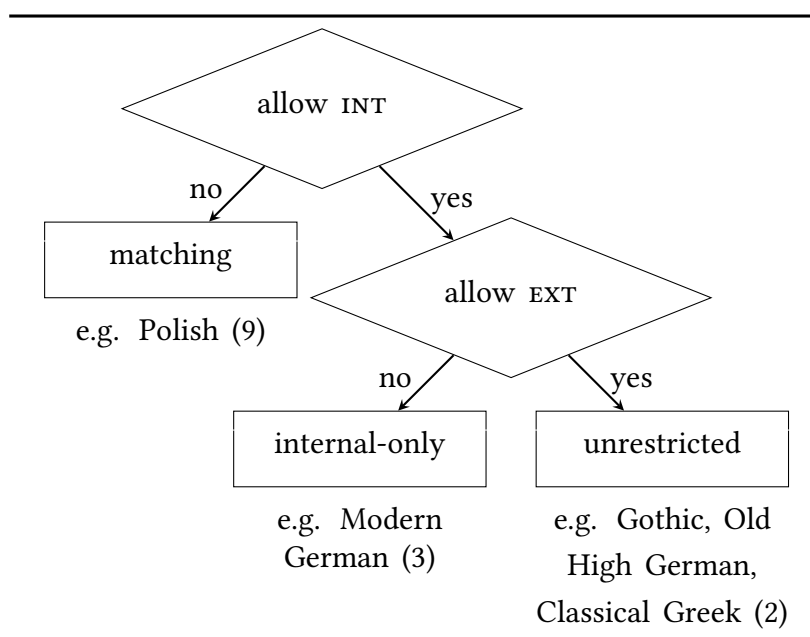 allow INT
no
yes
matching
allow EXT
e.g. Polish (9)
no
yes
internal-only
unrestricted
e.g. Modern
German (3)
e.g. Gothic, Old
High German,
Classical Greek (2)